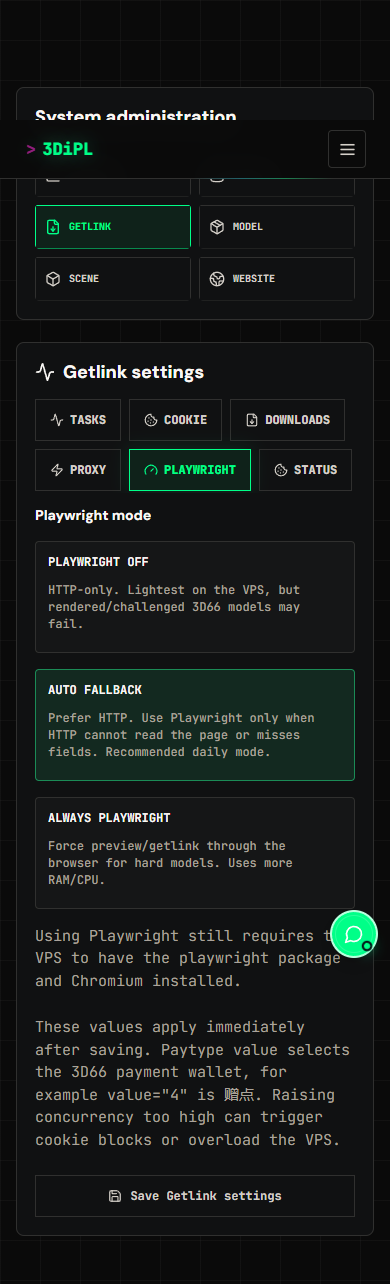 System administration
> 3DiPL
GETLINK
MODEL
SCENE
WEBSITE
Getlink settings
TASKS
COOKIE
DOWNLOADS
PROXY
PLAYWRIGHT
STATUS
Playwright mode
PLAYWRIGHT OFF
HTTP-only. Lightest on the VPS, but
rendered/challenged 3D66 models may
fail.
AUTO FALLBACK
Prefer HTTP. Use Playwright only when
HTTP cannot read the page or misses
fields. Recommended daily mode.
ALWAYS PLAYWRIGHT
Force preview/getlink through the
browser for hard models. Uses more
RAM/CPU.
Using Playwright still requires
VPS to have the playwright package
and Chromium installed.
These values apply immediately
after saving. Paytype value selects
the 3D66 payment wallet, for
example value="4" is 赠点. Raising
concurrency too high can trigger
cookie blocks or overload the VPS.
Save Getlink settings